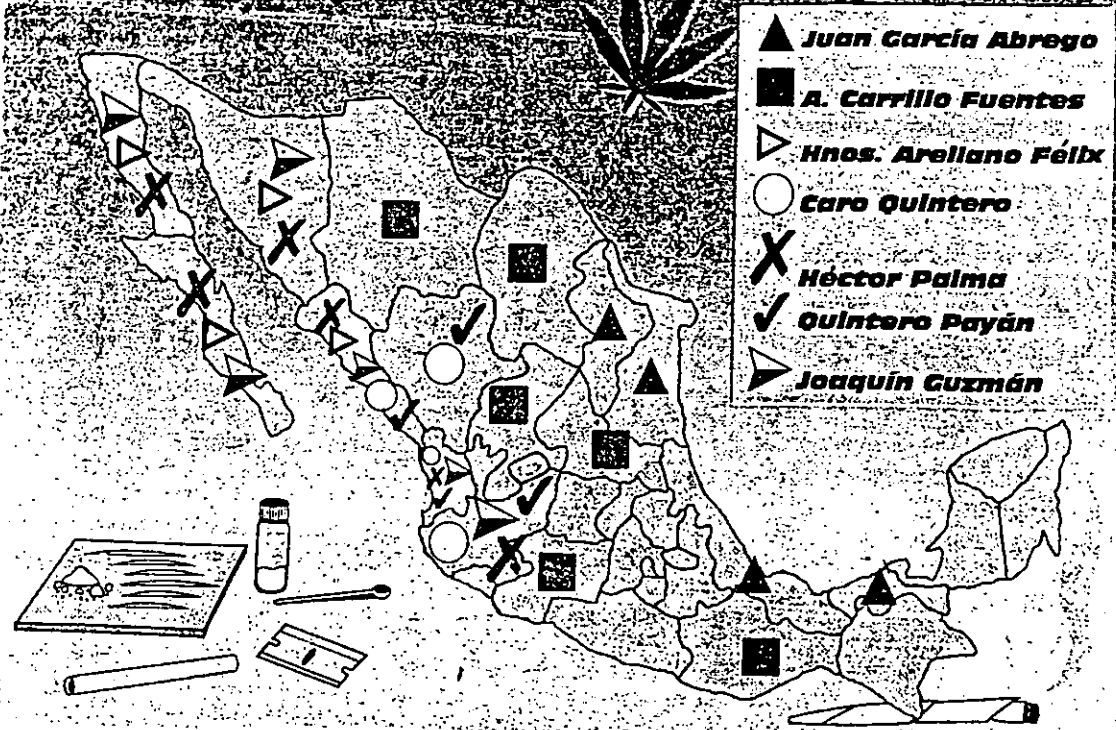 Juan García Abrego
A. Carrillo Fuentes
Hnos. Arellano Félix
Caro Quintero
Héctor Palma
Quintero Payán
Joaquín Guzmán